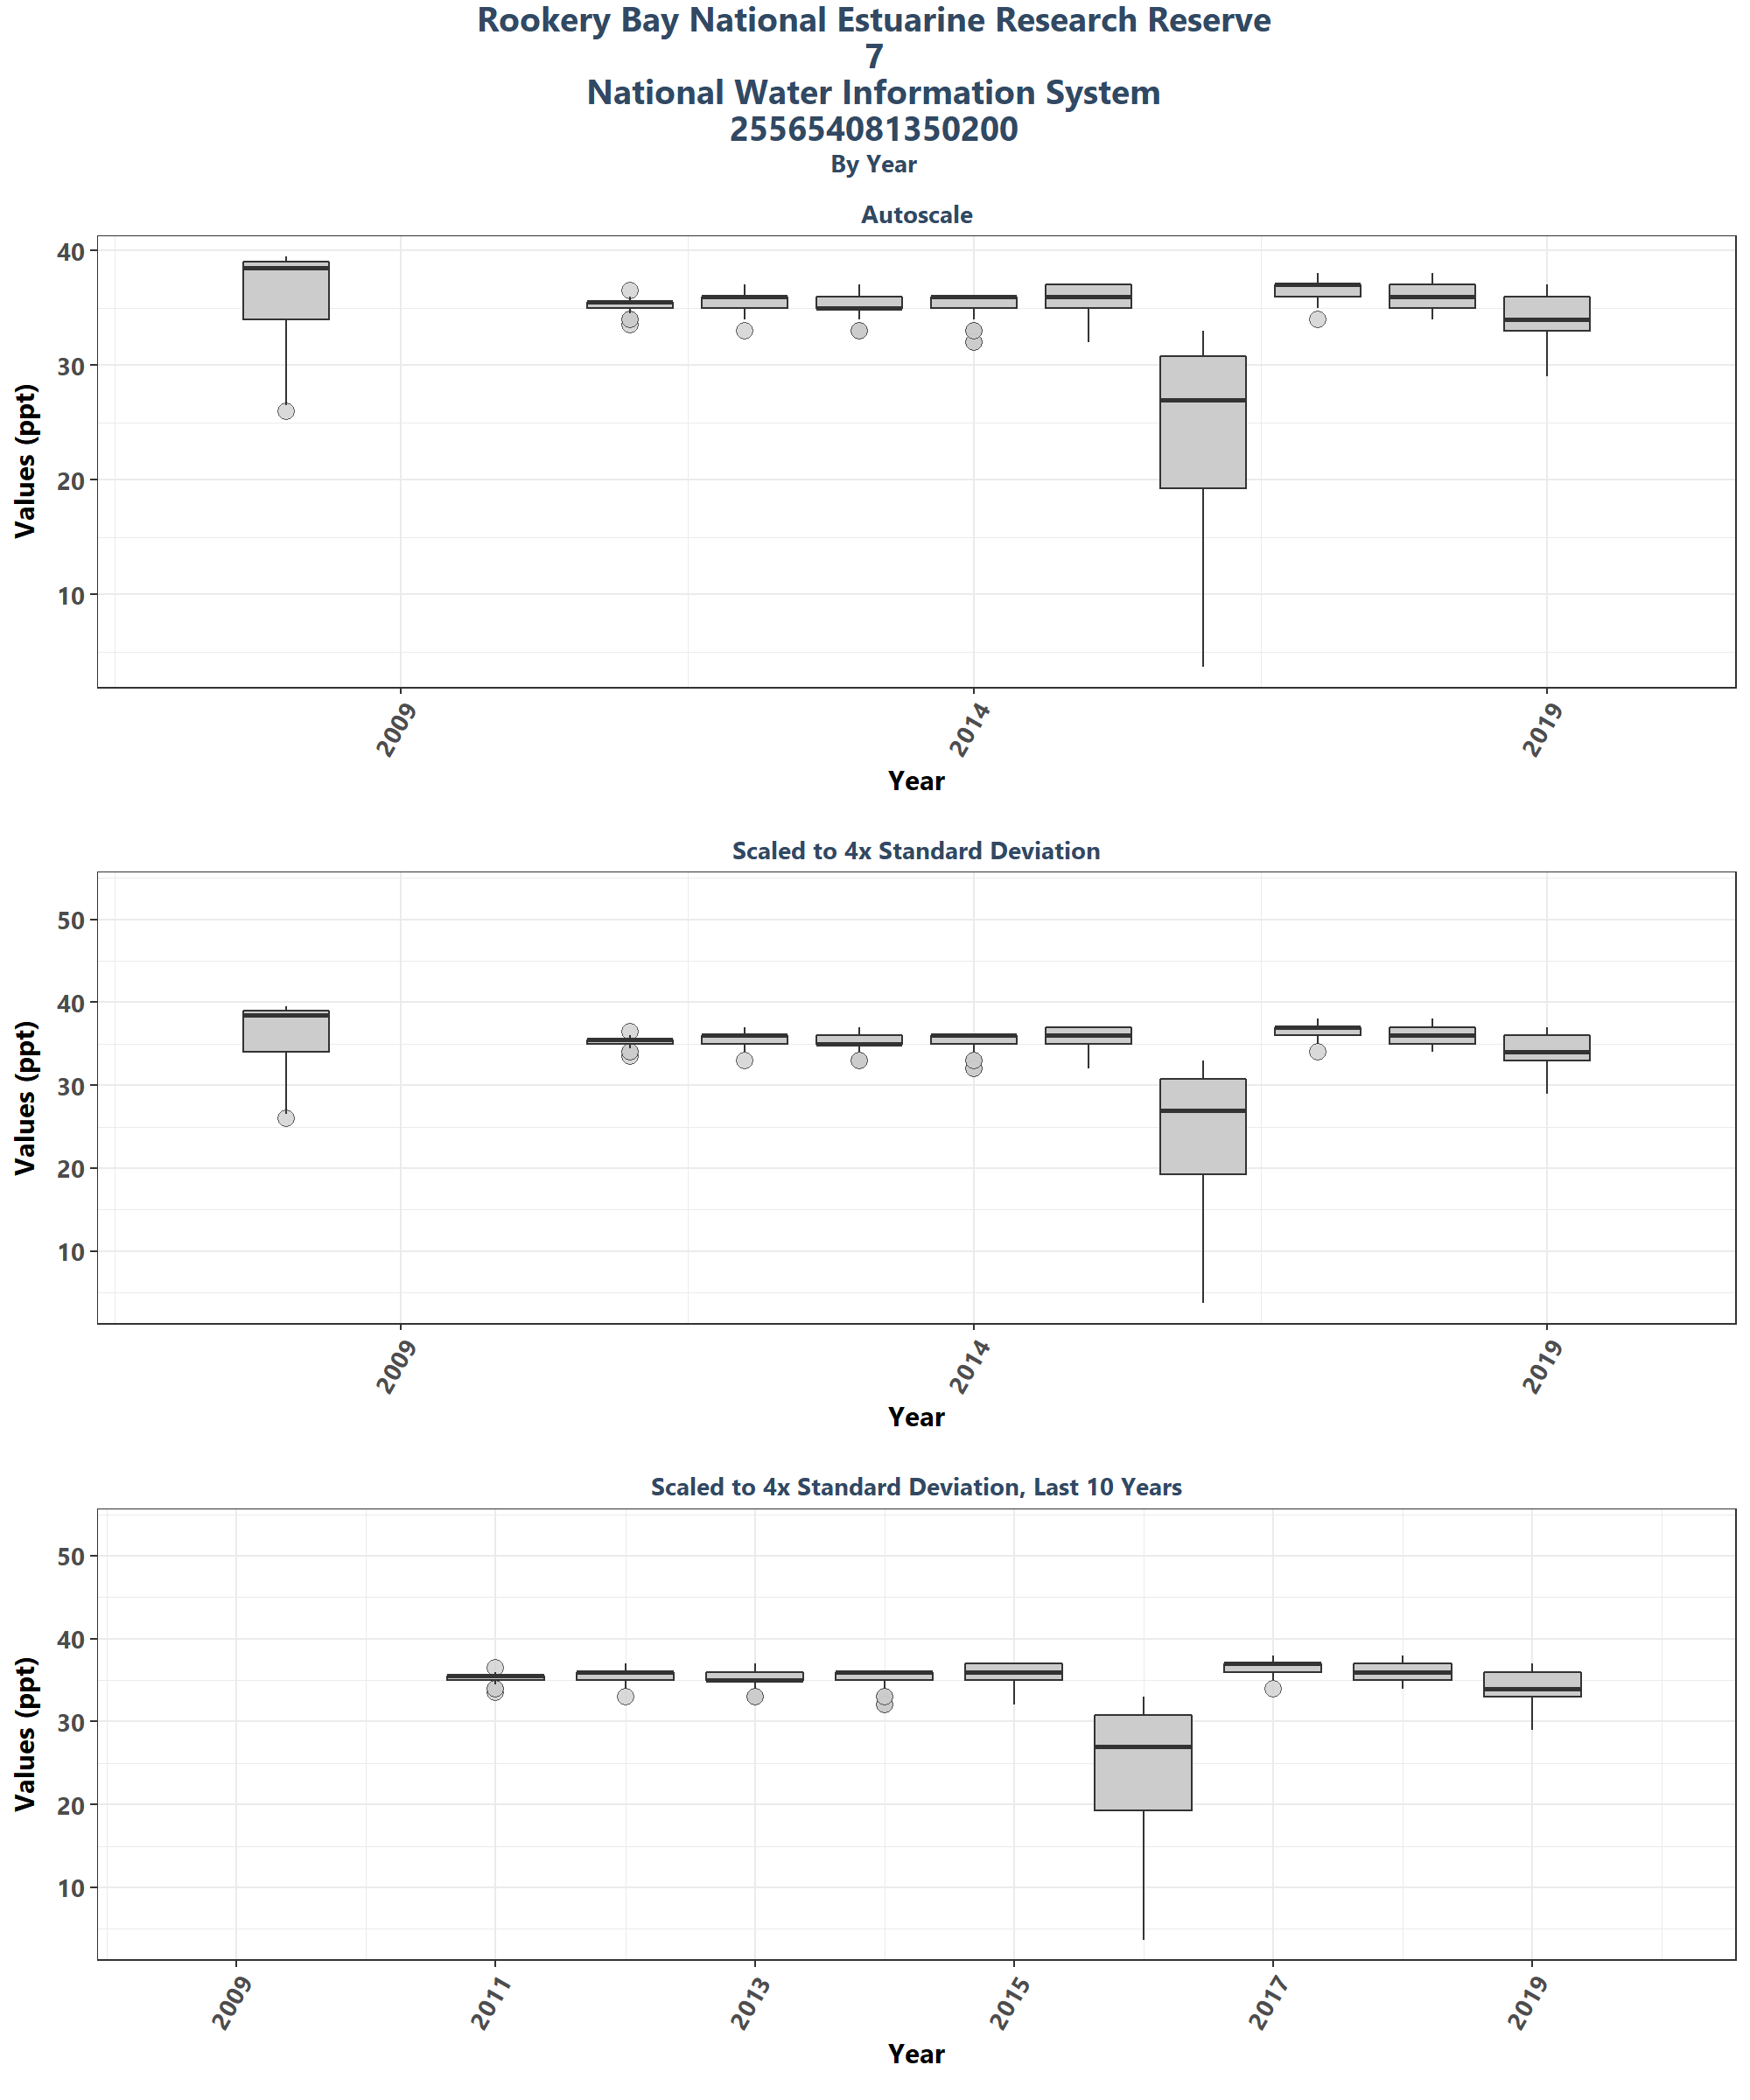 Rookery Bay National Estuarine Research Reserve
7
National Water Information System
255654081350200
By Year
Autoscale
Values (ppt)
40
30
20
10
2009
2014
2019
Year
Scaled to 4x Standard Deviation
Values (ppt)
50
40
30
20
10
2009
2014
2019
Year
Scaled to 4x Standard Deviation, Last 10 Years
Values (ppt)
50
40
30
20
10
2009
2011
2013
2015
2017
2019
Year